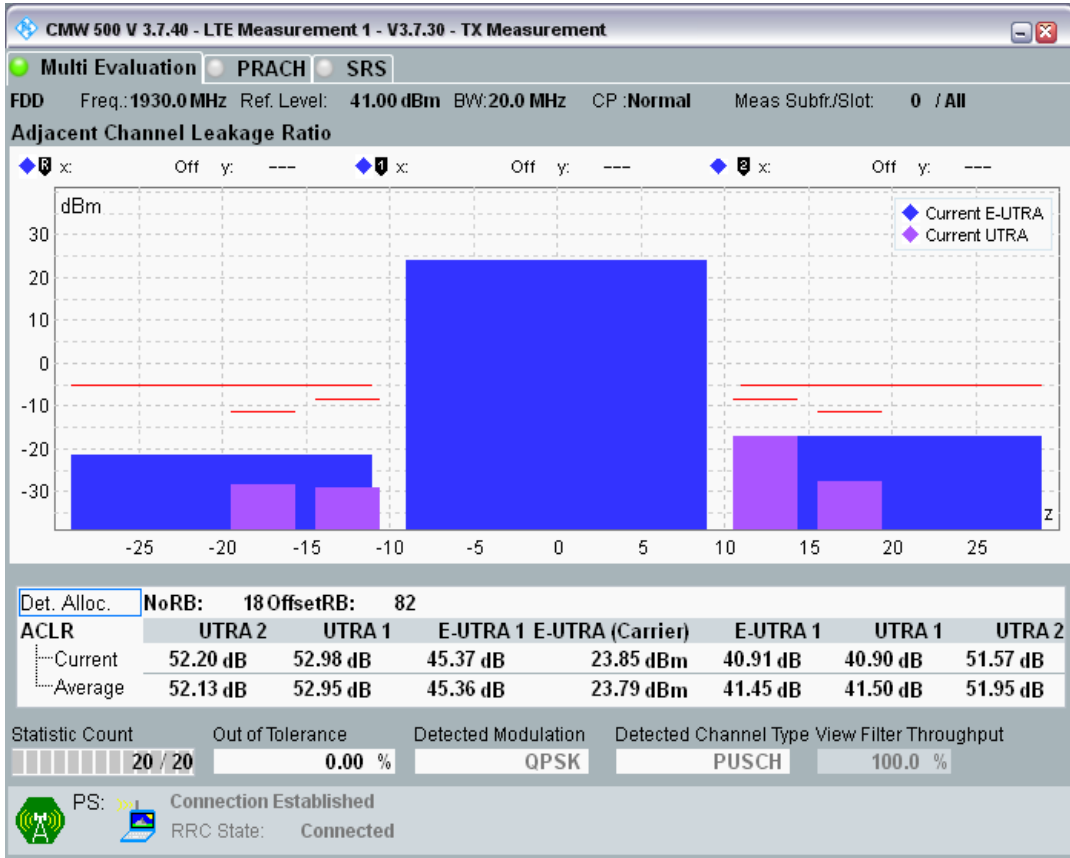 CMW 500 V 3.7.40 - LTE Measurement 1 - V3.7.30 - TX Measurement
Multi Evaluation PRACH SRS
FDD Freq.: 1930.0 MHz Ref. Level: 41.00 dBm BW: 20.0 MHz CP : Normal Meas Subfr./Slot: 0 / All
Adjacent Channel Leakage Ratio
R x: Off y: --- 1 x: Off y: --- 2 x: Off y: ---
dBm
Current E-UTRA
Current UTRA
30
20
10
0
-10
-20
-30
z
-25 -20 -15 -10 -5 0 5 10 15 20 25
Det. Alloc. NoRB: 18 OffsetRB: 82
ACLR UTRA 2 UTRA 1 E-UTRA 1 E-UTRA (Carrier) E-UTRA 1 UTRA 1 UTRA 2
Current 52.20 dB 52.98 dB 45.37 dB 23.85 dBm 40.91 dB 40.90 dB 51.57 dB
Average 52.13 dB 52.95 dB 45.36 dB 23.79 dBm 41.45 dB 41.50 dB 51.95 dB
Statistic Count Out of Tolerance Detected Modulation Detected Channel Type View Filter Throughput
20 / 20 0.00 % QPSK PUSCH 100.0 %
PS: Connection Established
RRC State: Connected